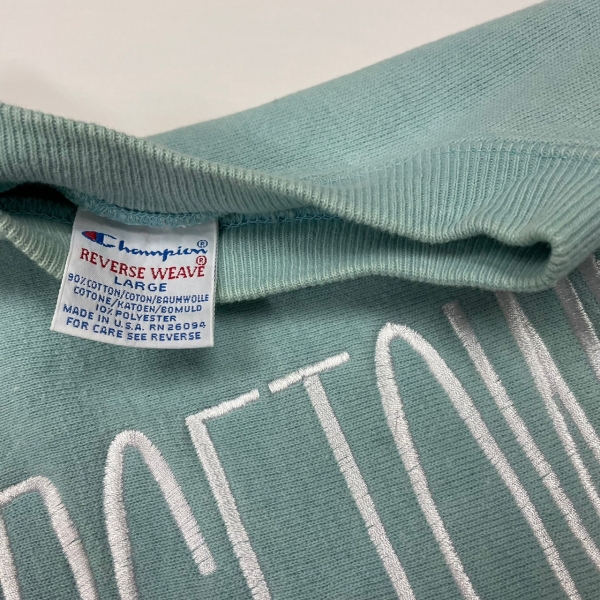 Champion®
REVERSE WEAVE®
LARGE
90% COTTON/COTON/BAUMWOLLE
COTONE/KATOEN/BOMULD
10% POLYESTER
MADE IN U.S.A. RN 26094
FOR CARE SEE REVERSE